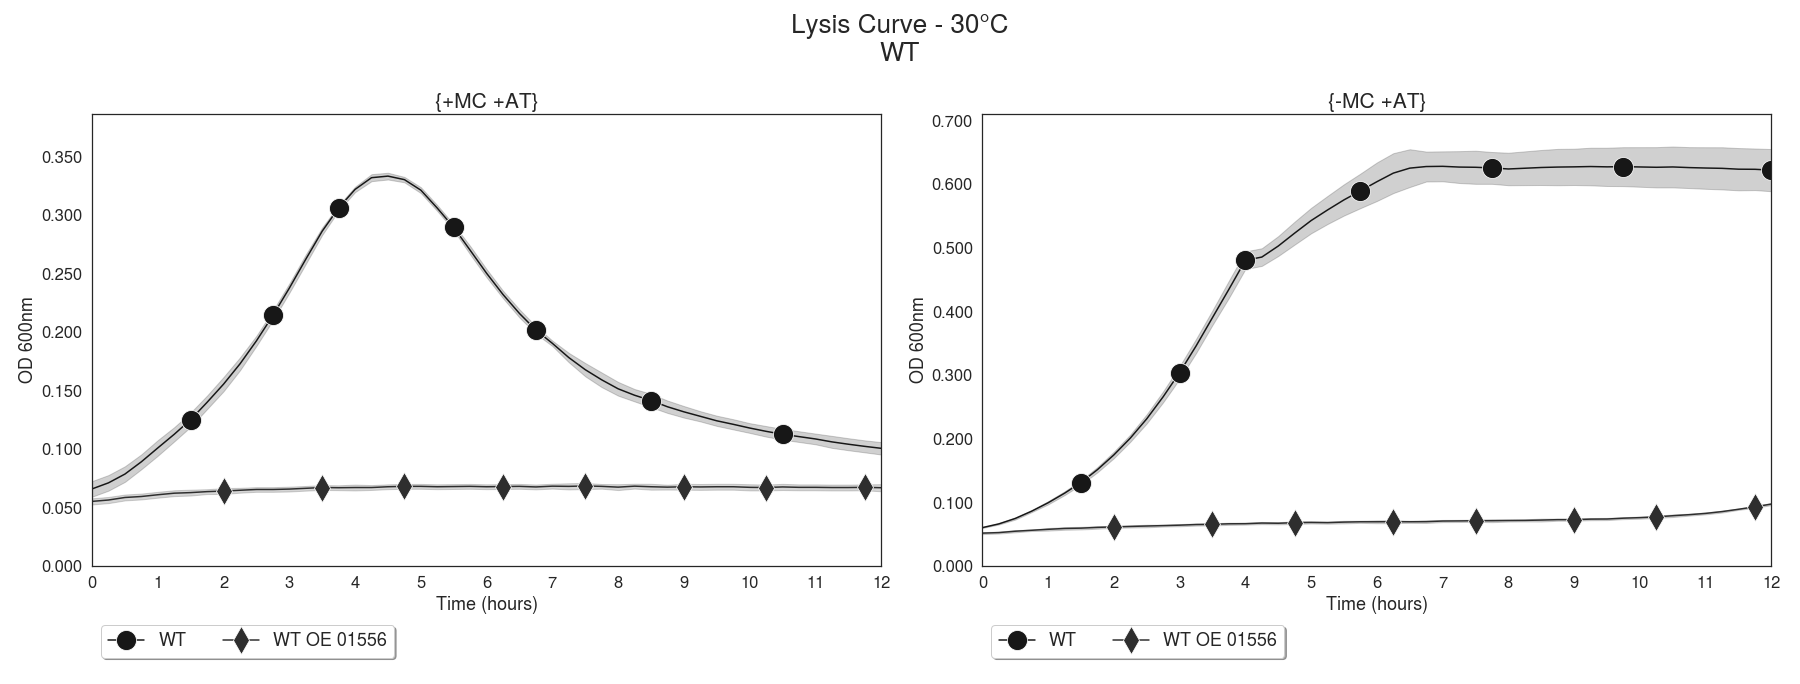 Lysis Curve - 30°C
WT
{+MC +AT}
0.350
0.300
0.250
0.200
0.150
0.100
0.050
0.000
OD 600nm
0 1 2 3 4 5 6 7 8 9 10 11 12
Time (hours)
WT WT OE 01556
{-MC +AT}
0.700
0.600
0.500
0.400
0.300
0.200
0.100
0.000
OD 600nm
0 1 2 3 4 5 6 7 8 9 10 11 12
Time (hours)
WT WT OE 01556